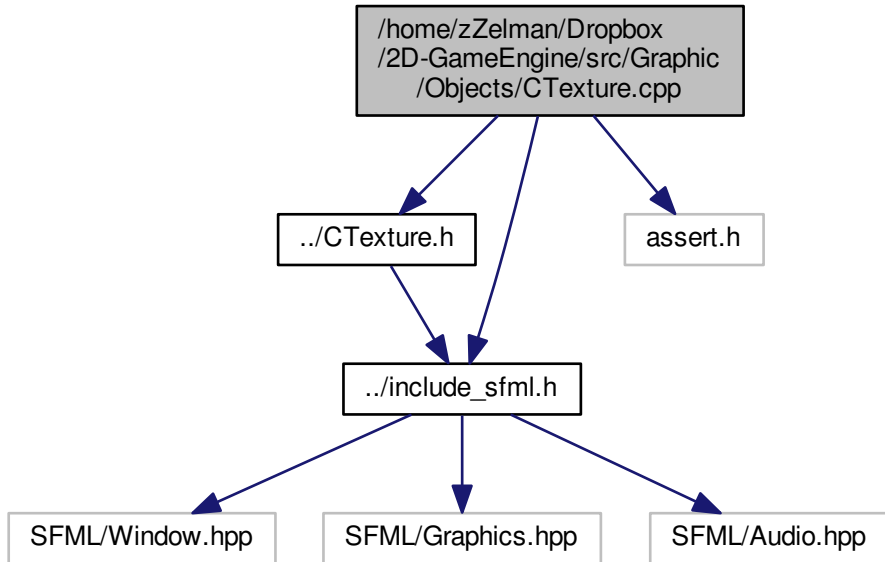 /home/zZelman/Dropbox
/2D-GameEngine/src/Graphic
/Objects/CTexture.cpp
../CTexture.h
assert.h
../include_sfml.h
SFML/Window.hpp
SFML/Graphics.hpp
SFML/Audio.hpp